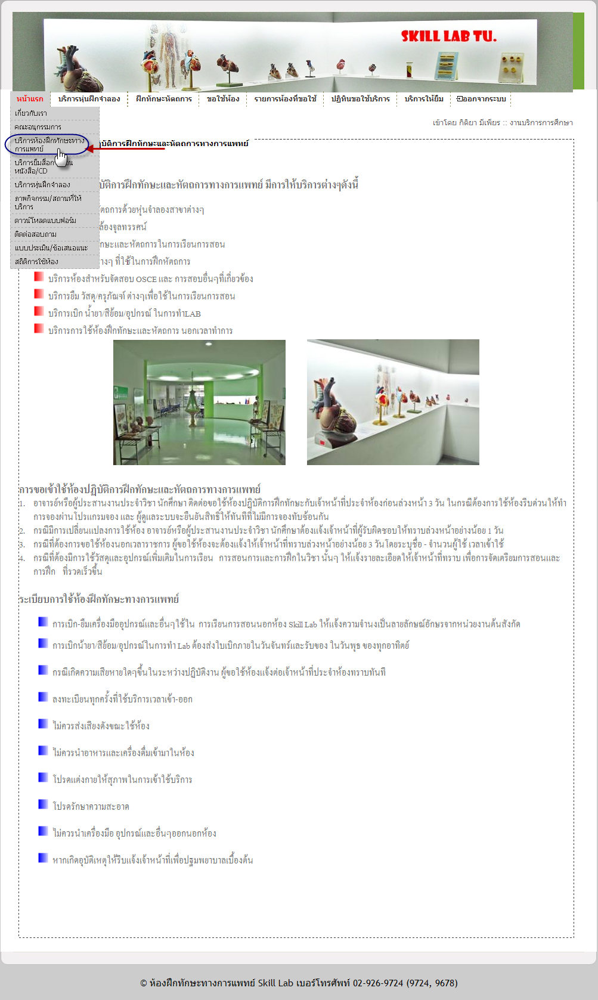 SKILL LAB TU.
หน้าแรก บริการหุ่นฝึกจำลอง ฝึกทักษะหัตถการ ขอใช้ห้อง รายการห้องที่ขอใช้ ปฏิทินขอใช้บริการ บริการให้ยืม ออกจากระบบ
เข้าโดย กิติยา มีเพียร :: งานบริการการศึกษา
เกี่ยวกับเรา
คณะอนุกรรมการ
บริการห้องฝึกทักษะทาง
การแพทย์
บริการยืมสื่อก
หนังสือ/CD
บริการหุ่นฝึกจำลอง
ภาพกิจกรรม/สถานที่ให้
บริการ
ดาวน์โหลดแบบฟอร์ม
ติดต่อสอบถาม
แบบประเมิน/ข้อเสนอแนะ
สถิติการใช้ห้อง
บัติการฝึกทักษะและหัตถการทางการแพทย์
บัติการฝึกทักษะและหัตถการทางการแพทย์ มีการให้บริการต่างๆดังนี้
ัตถการด้วยหุ่นจำลองสาขาต่างๆ
ล้องจุลทรรศน์
ักษะและหัตถการในการเรียนการสอน
างๆ ที่ใช้ในการฝึกหัตถการ
บริการห้องสำหรับจัดสอบ OSCE และ การสอบอื่นๆที่เกี่ยวข้อง
บริการยืม วัสดุ/ครุภัณฑ์ ต่างๆเพื่อใช้ในการเรียนการสอน
บริการเบิก น้ำยา/สีย้อม/อุปกรณ์ ในการทำLAB
บริการการใช้ห้องฝึกทักษะและหัตถการ นอกเวลาทำการ
การขอเข้าใช้ห้องปฏิบัติการฝึกทักษะและหัตถการทางการแพทย์
1. อาจารย์หรือผู้ประสานงานประจำวิชา นักศึกษา ติดต่อขอใช้ห้องปฏิบัติการฝึกทักษะกับเจ้าหน้าที่ประจำห้องก่อนล่วงหน้า 3 วัน ในกรณีต้องการใช้ห้องรีบด่วนให้ทำ
การจองผ่านโปรแกรมจอง และ ผู้ดูแลระบบจะยืนยันสิทธิ์ให้ทันทีที่ไม่มีการจองทับซ้อนกัน
2. กรณีมีการเปลี่ยนแปลงการใช้ห้อง อาจารย์หรือผู้ประสานงานประจำวิชา นักศึกษาต้องแจ้งเจ้าหน้าที่ผู้รับผิดชอบให้ทราบล่วงหน้าอย่างน้อย 1 วัน
3. กรณีที่ต้องการขอใช้ห้องนอกเวลาราชการ ผู้ขอใช้ห้องจะต้องแจ้งให้เจ้าหน้าที่ทราบล่วงหน้าอย่างน้อย 3 วันโดยระบุชื่อ - จำนวนผู้ใช้ เวลาเข้าใช้
4. กรณีที่ต้องมีการใช้วัสดุและอุปกรณ์เพิ่มเติมในการเรียน การสอนการและการฝึกในวิชา นั้นๆ ให้แจ้งรายละเอียดให้เจ้าหน้าที่ทราบ เพื่อการจัดเตรียมการสอนและ
การฝึก ที่รวดเร็วขึ้น
ระเบียบการใช้ห้องฝึกทักษะทางการแพทย์
การเบิก-ยืมเครื่องมืออุปกรณ์และอื่นๆใช้ใน การเรียนการสอนนอกห้อง Skill Lab ให้แจ้งความจำนงเป็นลายลักษณ์อักษรจากหน่วยงานต้นสังกัด
การเบิกน้ำยา/สีย้อม/อุปกรณ์ในการทำ Lab ต้องส่งใบเบิกภายในวันจันทร์และรับของ ในวันพุธ ของทุกอาทิตย์
กรณีเกิดความเสียหายใดๆขึ้นในระหว่างปฏิบัติงาน ผู้ขอใช้ห้องแจ้งต่อเจ้าหน้าที่ประจำห้องทราบทันที
ลงทะเบียนทุกครั้งที่ใช้บริการเวลาเข้า-ออก
ไม่ควรส่งเสียงดังขณะใช้ห้อง
ไม่ควรนำอาหารและเครื่องดื่มเข้ามาในห้อง
โปรดแต่งกายให้สุภาพในการเข้าใช้บริการ
โปรดรักษาความสะอาด
ไม่ควรนำเครื่องมือ อุปกรณ์และอื่นๆออกนอกห้อง
หากเกิดอุบัติเหตุให้รีบแจ้งเจ้าหน้าที่เพื่อปฐมพยาบาลเบื้องต้น
© ห้องฝึกทักษะทางการแพทย์ Skill Lab เบอร์โทรศัพท์ 02-926-9724 (9724, 9678)